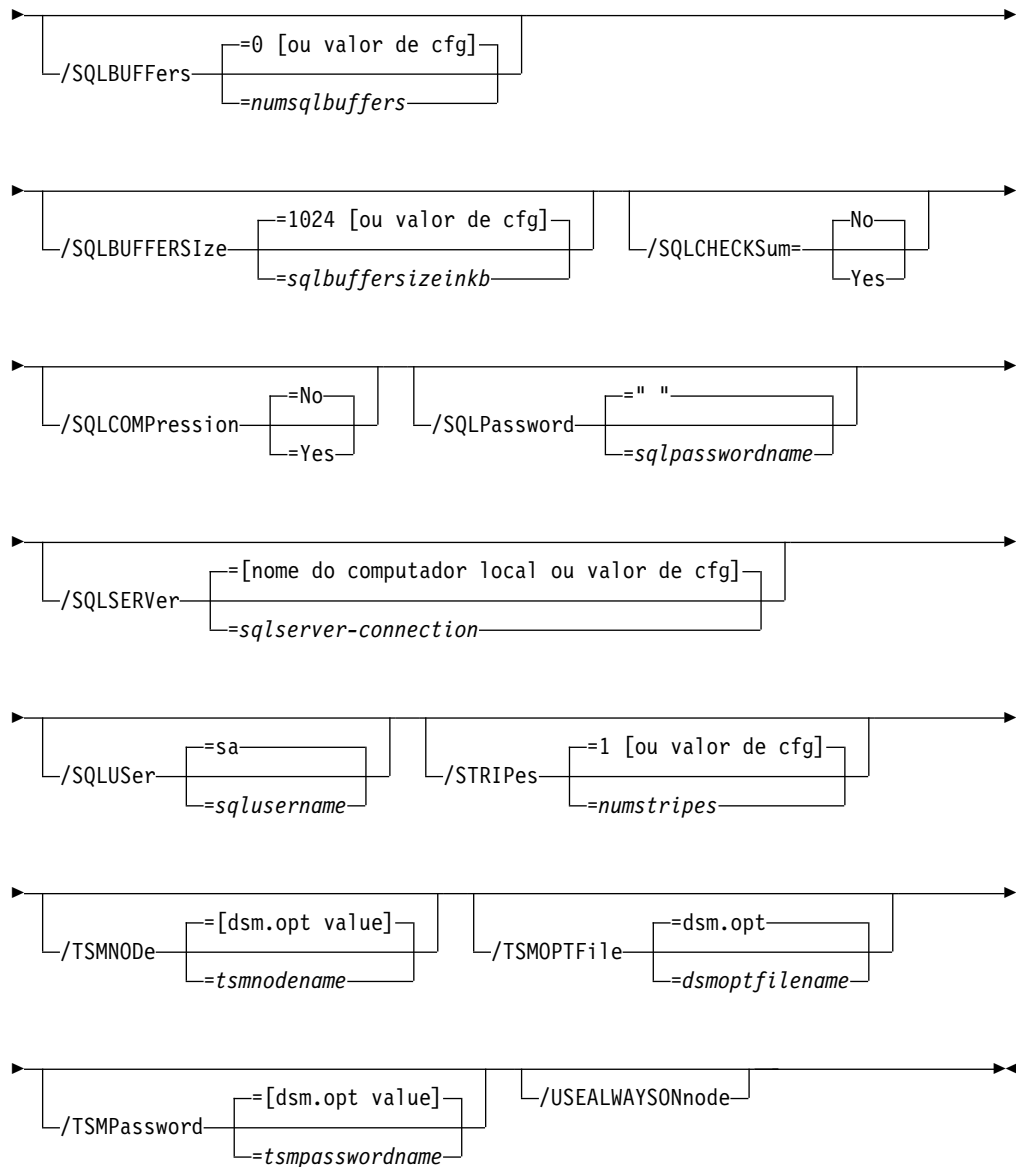 =0 [ou valor de cfg]
/SQLBUFFers
=numsqlbuffers
=1024 [ou valor de cfg]
/SQLBUFFERSIze
=sqlbuffersizeinkb
No
/SQLCHECKSum=
Yes
=No
/SQLCOMPression
=Yes
=" "
/SQLPassword
=sqlpasswordname
=[nome do computador local ou valor de cfg]
/SQLSERVer
=sqlserver-connection
=sa
/SQLUSer
=sqlusername
=1 [ou valor de cfg]
/STRIPes
=numstripes
=[dsm.opt value]
/TSMNODe
=tsmnodename
=dsm.opt
/TSMOPTFile
=dsmoptfilename
=[dsm.opt value]
/TSMPassword
=tsmpasswordname
/USEALWAYSONnode